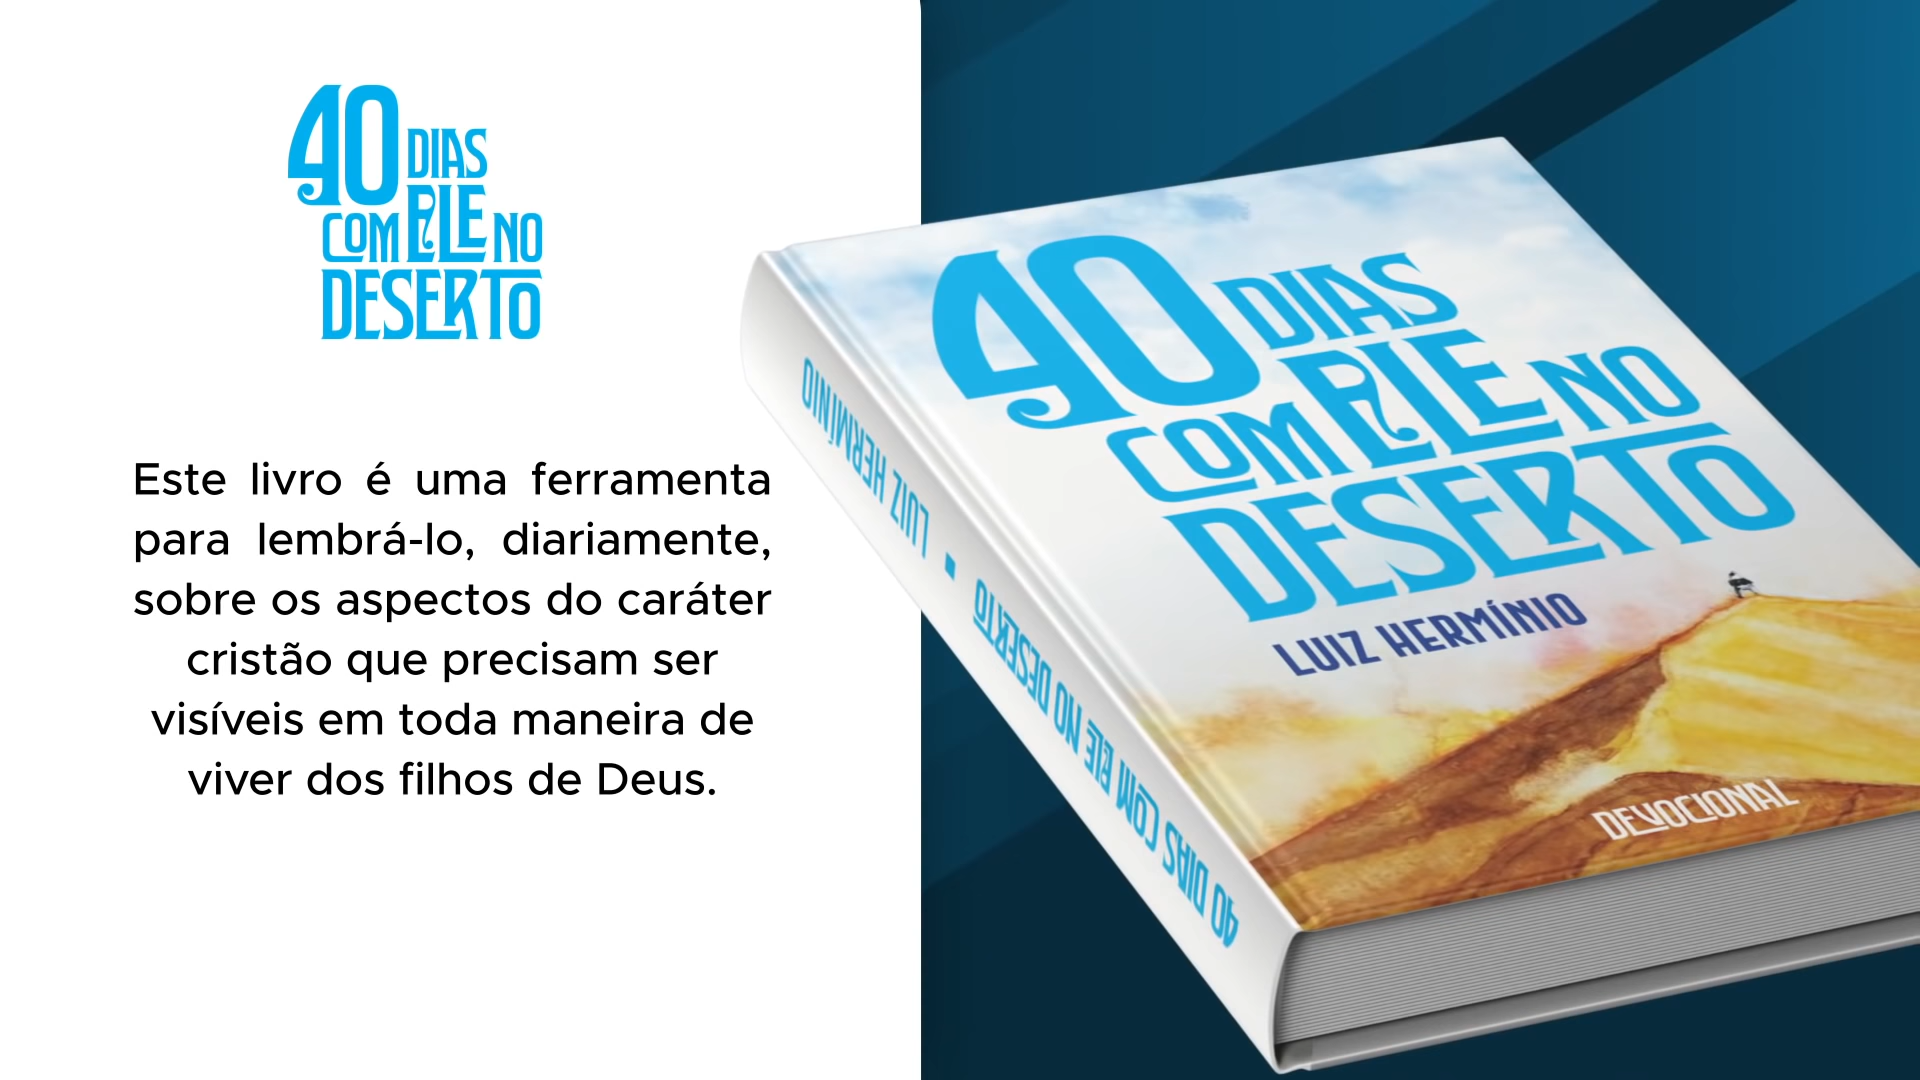 40 DIAS
COM ELE NO
DESERTO
Este livro é uma ferramenta
para lembrá-lo, diariamente,
sobre os aspectos do caráter
cristão que precisam ser
visíveis em toda maneira de
viver dos filhos de Deus.
40 DIAS
COM ELE NO
DESERTO
LUIZ HERMÍNIO
DEVOCIONAL
40 DIAS COM ELE NO DESERTO ▪ LUIZ HERMÍNIO